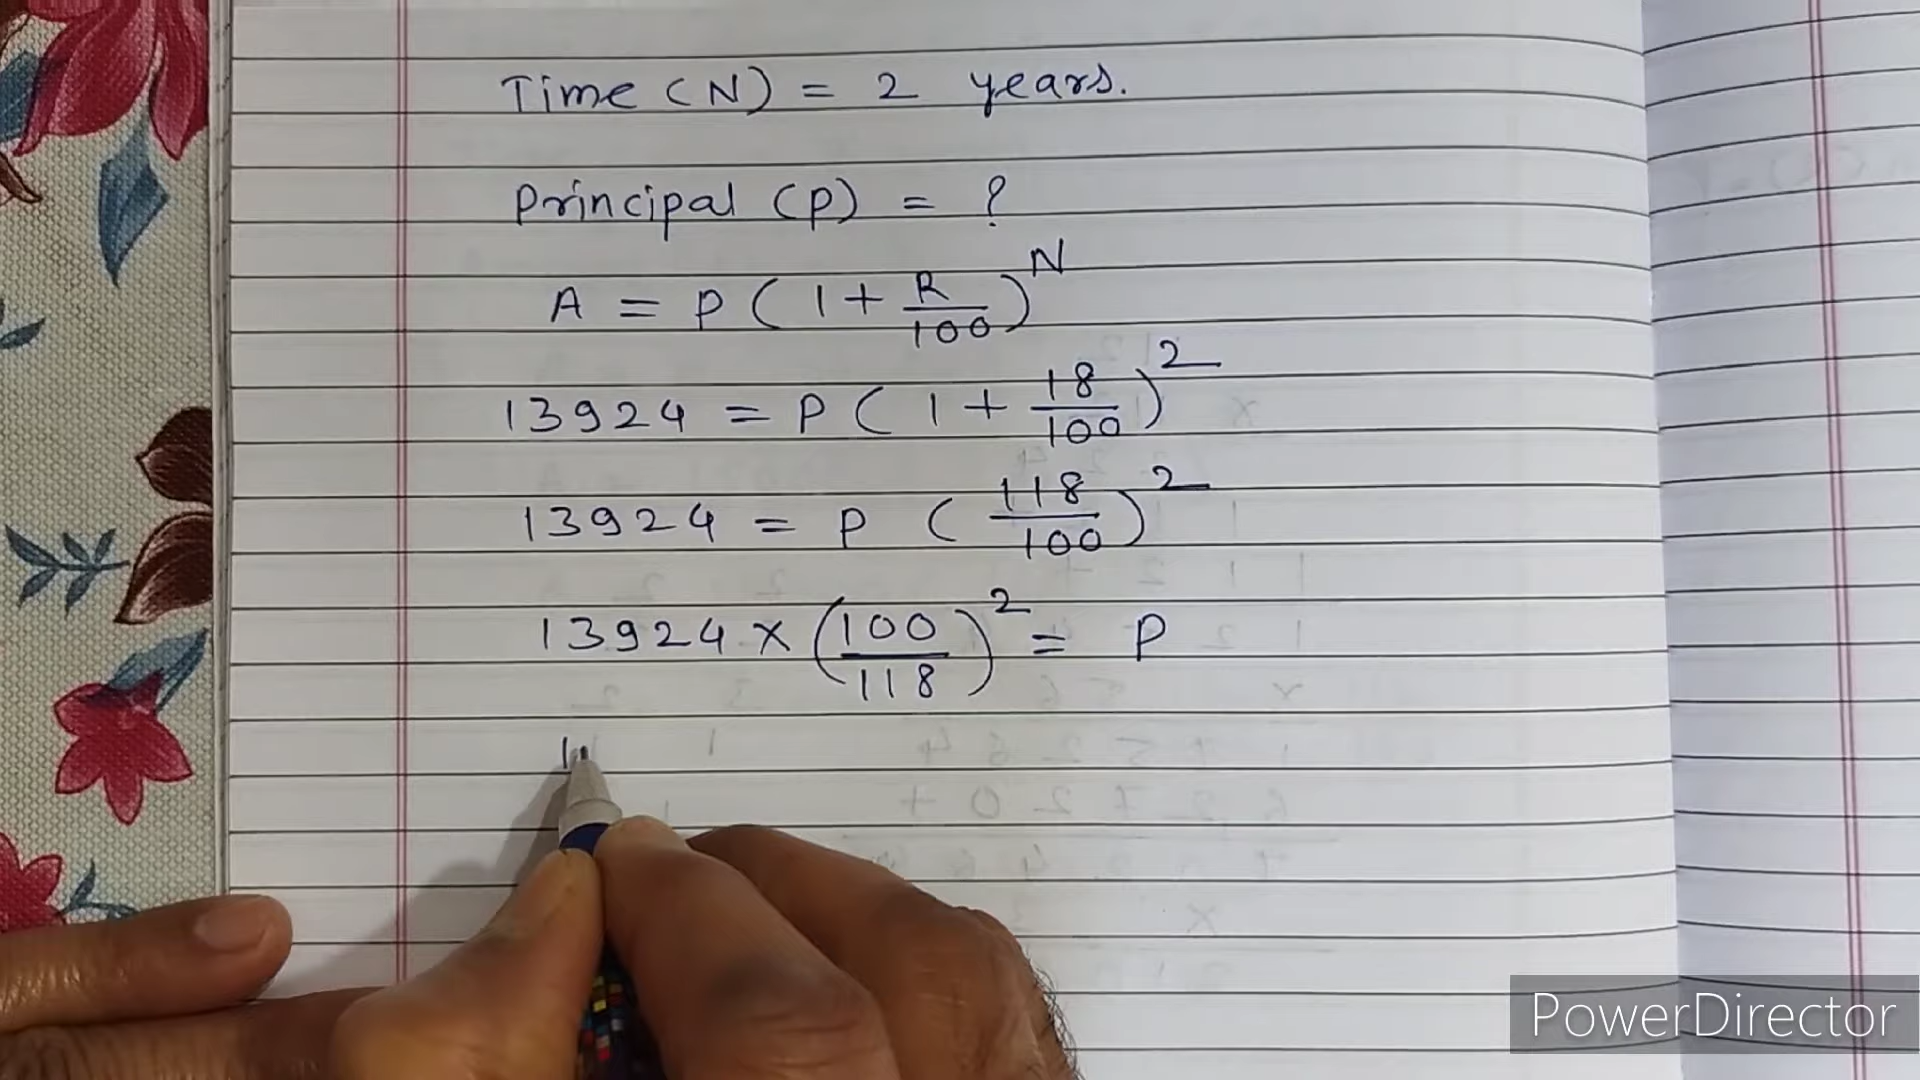 Time (N) = 2 years.
Principal (P) = ?
A = P ( 1 + R/100 )^N
13924 = P ( 1 + 18/100 )^2
13924 = P ( 118/100 )^2
13924 × ( 100/118 )^2 = P
1
PowerDirector